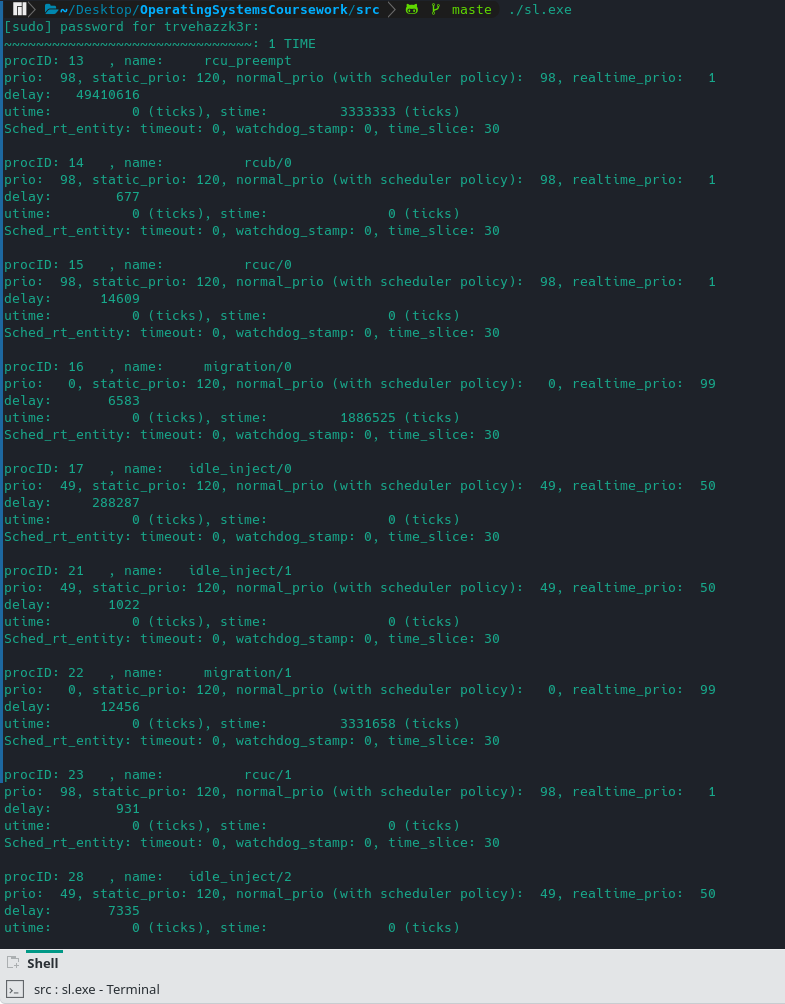 ~/Desktop/OperatingSystemsCoursework/src maste ./sl.exe
[sudo] password for trvehazzk3r:
~~~~~~~~~~~~~~~~~~~~~~~~~~~~~~~: 1 TIME
procID: 13   , name:     rcu_preempt
prio:  98, static_prio: 120, normal_prio (with scheduler policy):  98, realtime_prio:   1
delay:   49410616
utime:          0 (ticks), stime:         3333333 (ticks)
Sched_rt_entity: timeout: 0, watchdog_stamp: 0, time_slice: 30
procID: 14   , name:          rcub/0
prio:  98, static_prio: 120, normal_prio (with scheduler policy):  98, realtime_prio:   1
delay:        677
utime:          0 (ticks), stime:               0 (ticks)
Sched_rt_entity: timeout: 0, watchdog_stamp: 0, time_slice: 30
procID: 15   , name:          rcuc/0
prio:  98, static_prio: 120, normal_prio (with scheduler policy):  98, realtime_prio:   1
delay:      14609
utime:          0 (ticks), stime:               0 (ticks)
Sched_rt_entity: timeout: 0, watchdog_stamp: 0, time_slice: 30
procID: 16   , name:     migration/0
prio:   0, static_prio: 120, normal_prio (with scheduler policy):   0, realtime_prio:  99
delay:       6583
utime:          0 (ticks), stime:         1886525 (ticks)
Sched_rt_entity: timeout: 0, watchdog_stamp: 0, time_slice: 30
procID: 17   , name:   idle_inject/0
prio:  49, static_prio: 120, normal_prio (with scheduler policy):  49, realtime_prio:  50
delay:     288287
utime:          0 (ticks), stime:               0 (ticks)
Sched_rt_entity: timeout: 0, watchdog_stamp: 0, time_slice: 30
procID: 21   , name:   idle_inject/1
prio:  49, static_prio: 120, normal_prio (with scheduler policy):  49, realtime_prio:  50
delay:       1022
utime:          0 (ticks), stime:               0 (ticks)
Sched_rt_entity: timeout: 0, watchdog_stamp: 0, time_slice: 30
procID: 22   , name:     migration/1
prio:   0, static_prio: 120, normal_prio (with scheduler policy):   0, realtime_prio:  99
delay:      12456
utime:          0 (ticks), stime:         3331658 (ticks)
Sched_rt_entity: timeout: 0, watchdog_stamp: 0, time_slice: 30
procID: 23   , name:          rcuc/1
prio:  98, static_prio: 120, normal_prio (with scheduler policy):  98, realtime_prio:   1
delay:        931
utime:          0 (ticks), stime:               0 (ticks)
Sched_rt_entity: timeout: 0, watchdog_stamp: 0, time_slice: 30
procID: 28   , name:   idle_inject/2
prio:  49, static_prio: 120, normal_prio (with scheduler policy):  49, realtime_prio:  50
delay:       7335
utime:          0 (ticks), stime:               0 (ticks)
Shell
src : sl.exe - Terminal